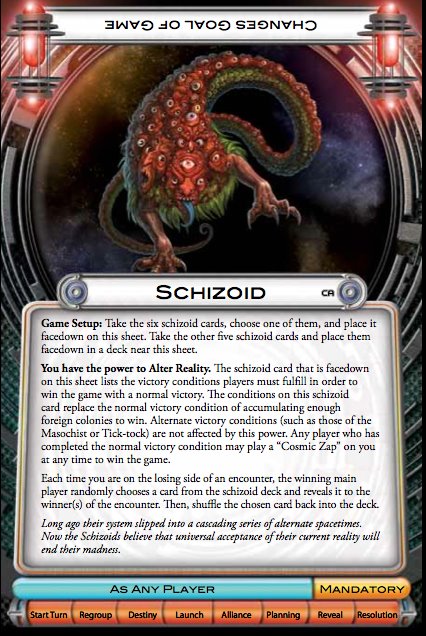 Changes Goal of Game
Schizoid
CA
Game Setup: Take the six schizoid cards, choose one of them, and place it
facedown on this sheet. Take the other five schizoid cards and place them
facedown in a deck near this sheet.
You have the power to Alter Reality. The schizoid card that is facedown
on this sheet lists the victory conditions players must fulfill in order to
win the game with a normal victory. The conditions on this schizoid
card replace the normal victory condition of accumulating enough
foreign colonies to win. Alternate victory conditions (such as those of the
Masochist or Tick-tock) are not affected by this power. Any player who has
completed the normal victory condition may play a “Cosmic Zap” on you
at any time to win the game.
Each time you are on the losing side of an encounter, the winning main
player randomly chooses a card from the schizoid deck and reveals it to the
winner(s) of the encounter. Then, shuffle the chosen card back into the deck.
Long ago their system slipped into a cascading series of alternate spacetimes.
Now the Schizoids believe that universal acceptance of their current reality will
end their madness.
As Any Player
Mandatory
Start Turn Regroup Destiny Launch Alliance Planning Reveal Resolution